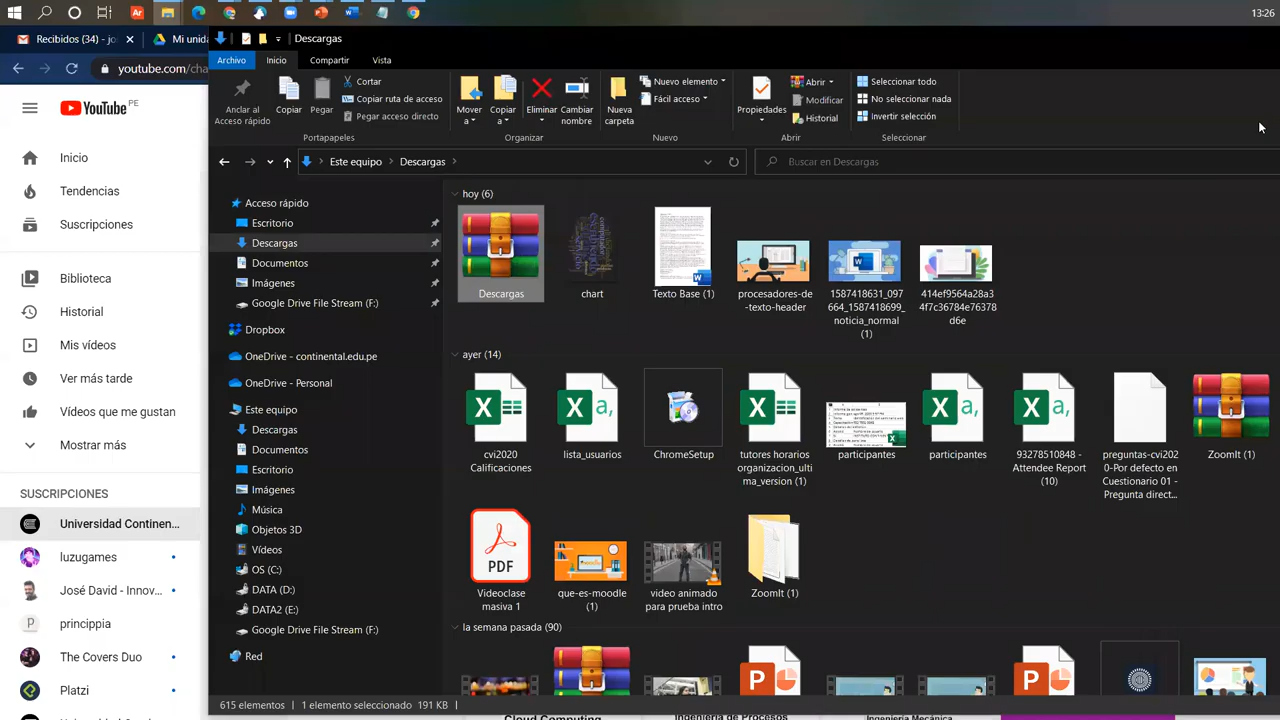 13:26
Recibidos (34) - jo
Mi unida
Descargas
youtube.com/cha
Archivo
Inicio
Compartir
Vista
Anclar al
Acceso rápido
Copiar
Pegar
Cortar
Copiar ruta de acceso
Pegar acceso directo
Portapapeles
Mover
a
Copiar
a
Eliminar
Cambiar
nombre
Organizar
Nueva
carpeta
Nuevo elemento
Fácil acceso
Nuevo
Propiedades
Abrir
Modificar
Historial
Abrir
Seleccionar todo
No seleccionar nada
Invertir selección
Seleccionar
Este equipo
Descargas
Buscar en Descargas
YouTube PE
Inicio
Tendencias
Suscripciones
Biblioteca
Historial
Mis vídeos
Ver más tarde
Vídeos que me gustan
Mostrar más
SUSCRIPCIONES
Universidad Continen...
luzugames
José David - Innov...
princippia
The Covers Duo
Platzi
Acceso rápido
Escritorio
Descargas
Documentos
Imágenes
Google Drive File Stream (F:)
Dropbox
OneDrive - continental.edu.pe
OneDrive - Personal
Este equipo
Descargas
Documentos
Escritorio
Imágenes
Música
Objetos 3D
Vídeos
OS (C:)
DATA (D:)
DATA2 (E:)
Google Drive File Stream (F:)
Red
hoy (6)
Descargas
chart
Texto Base (1)
procesadores-de
-texto-header
1587418631_097
664_1587418699_
noticia_normal
(1)
414ef9564a28a3
4f7c36784e76378
d6e
ayer (14)
cvi2020
Calificaciones
lista_usuarios
ChromeSetup
tutores horarios
organizacion_ulti
ma_version (1)
participantes
participantes
93278510848 -
Attendee Report
(10)
preguntas-cvi202
0-Por defecto en
Cuestionario 01 -
Pregunta direct...
ZoomIt (1)
PDF
Videoclase
masiva 1
que-es-moodle
(1)
video animado
para prueba intro
ZoomIt (1)
la semana pasada (90)
615 elementos
1 elemento seleccionado 191 KB
Cloud Computing
Ingeniería de Procesos
Ingeniería Mecánica